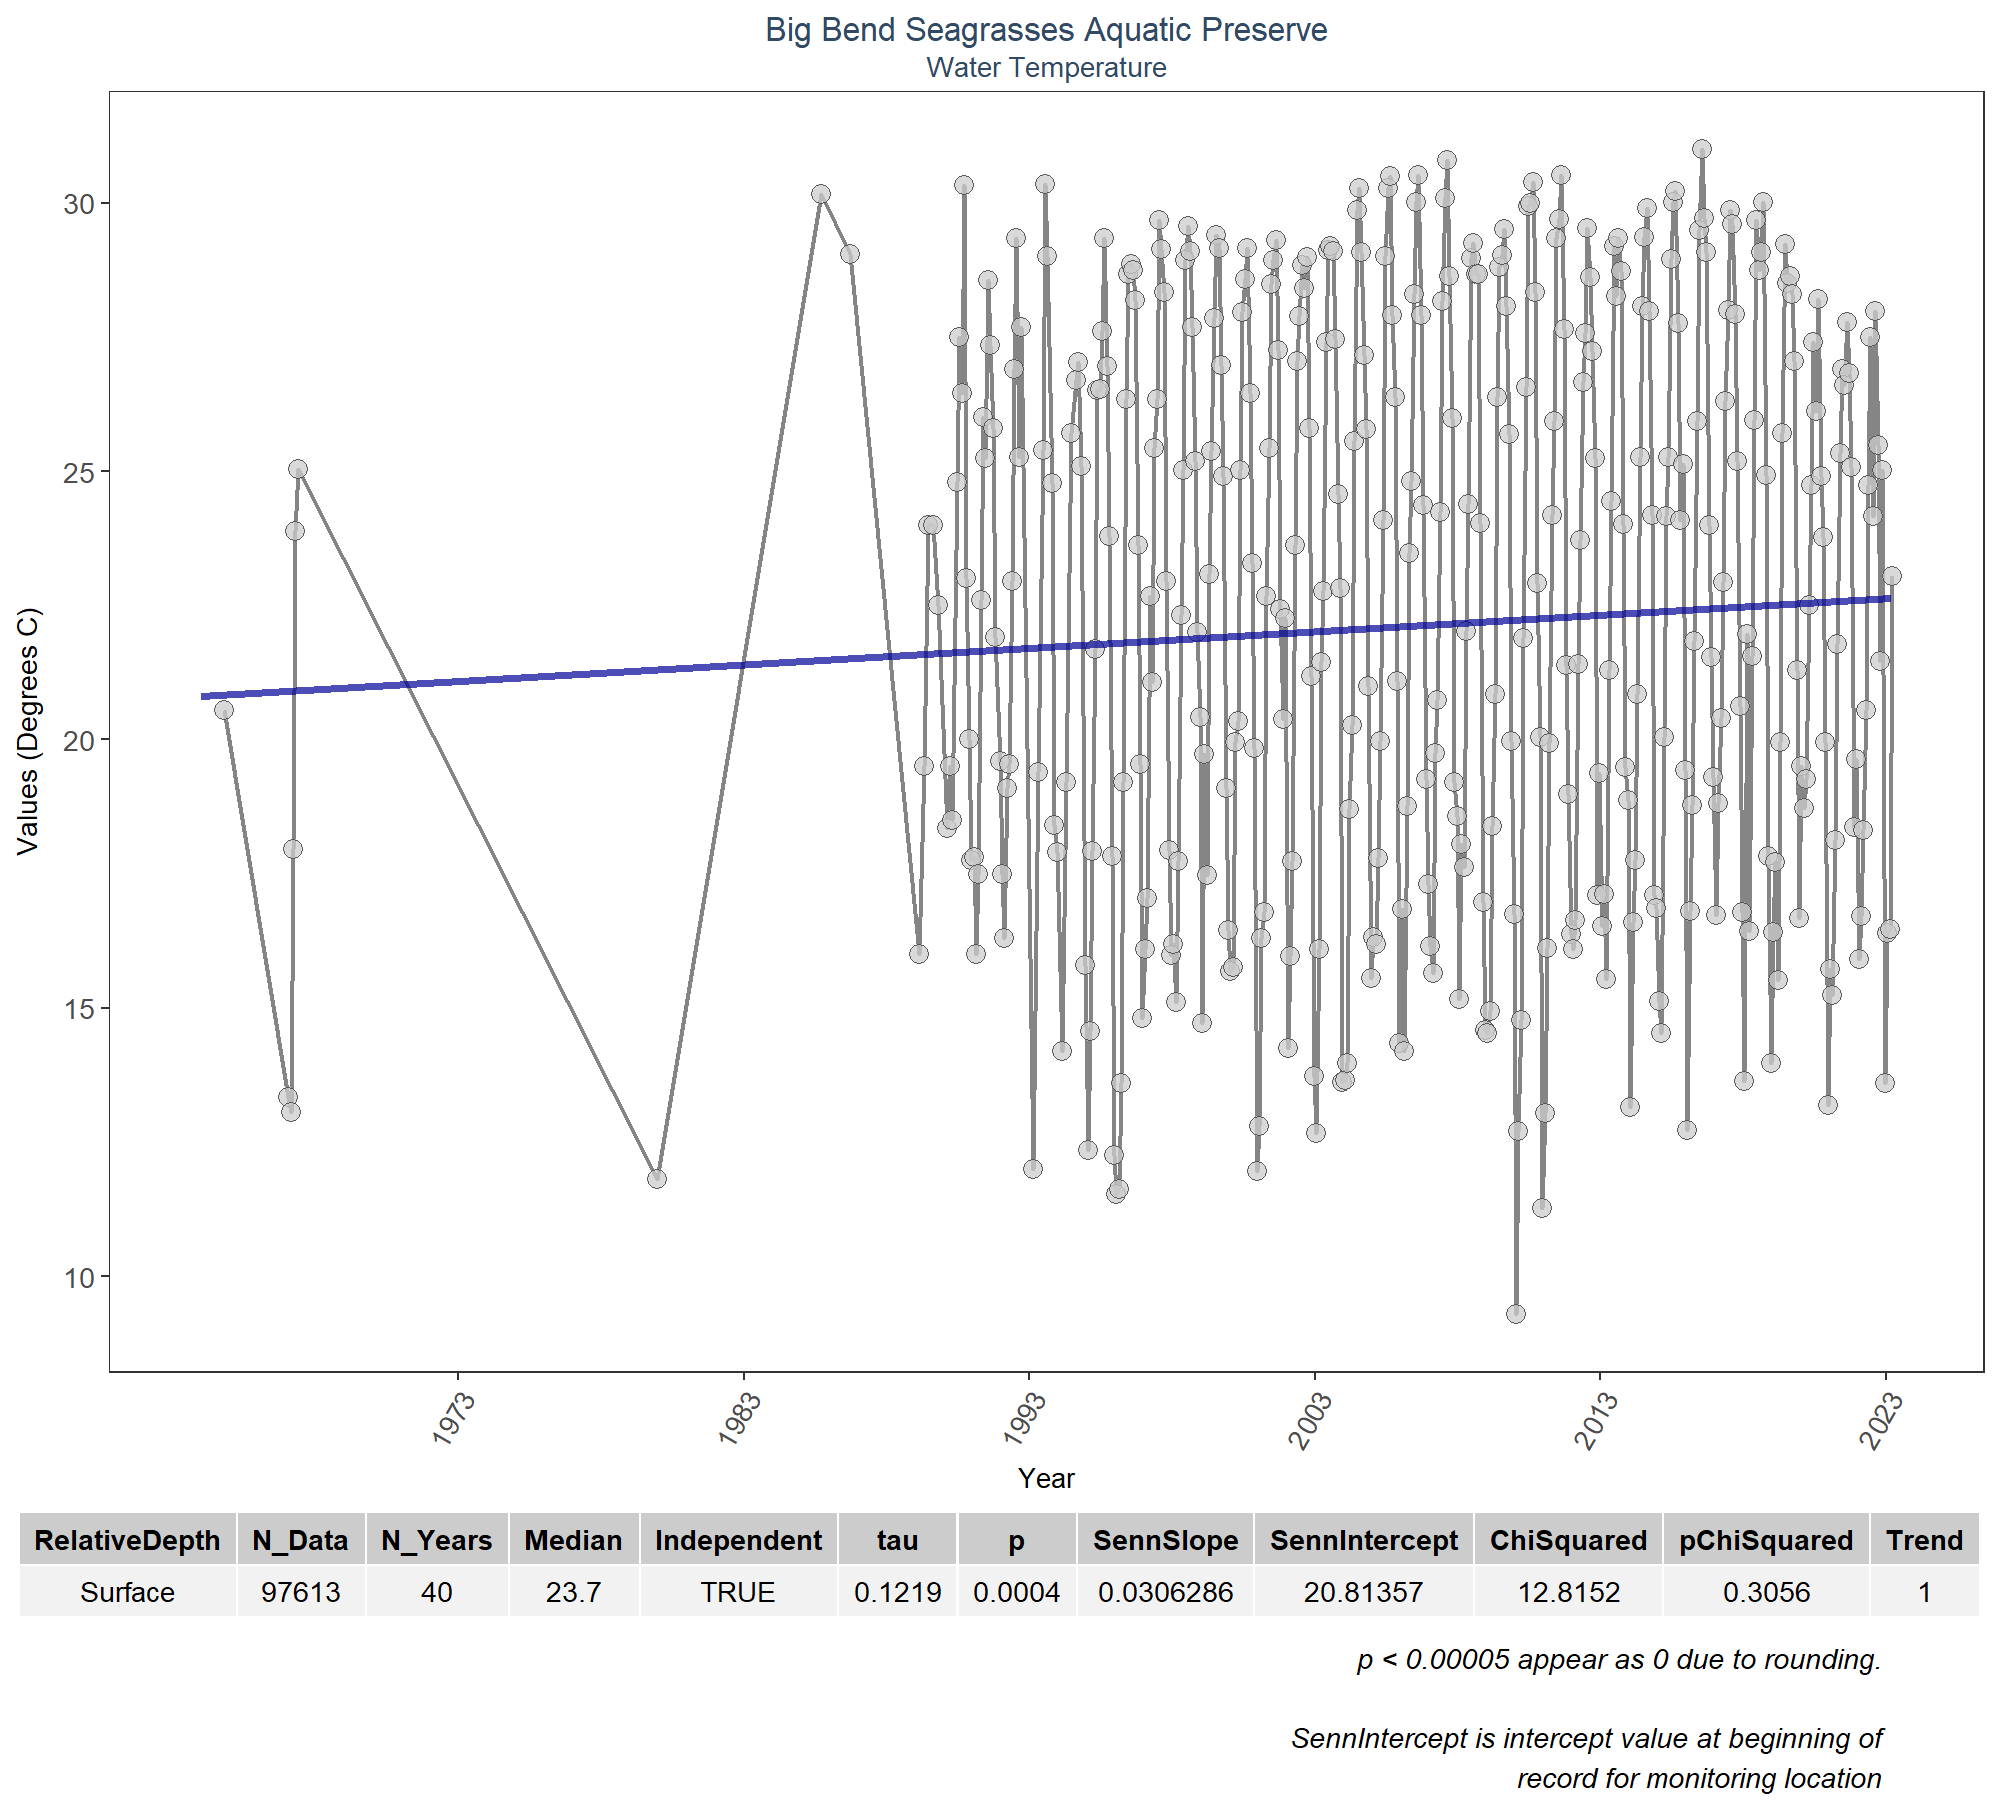 Big Bend Seagrasses Aquatic Preserve
Water Temperature
Values (Degrees C)
30
25
20
15
10
1973
1983
1993
2003
2013
2023
Year
RelativeDepth N_Data N_Years Median Independent tau p SennSlope SennIntercept ChiSquared pChiSquared Trend
Surface 97613 40 23.7 TRUE 0.1219 0.0004 0.0306286 20.81357 12.8152 0.3056 1
p < 0.00005 appear as 0 due to rounding.
SennIntercept is intercept value at beginning of
record for monitoring location